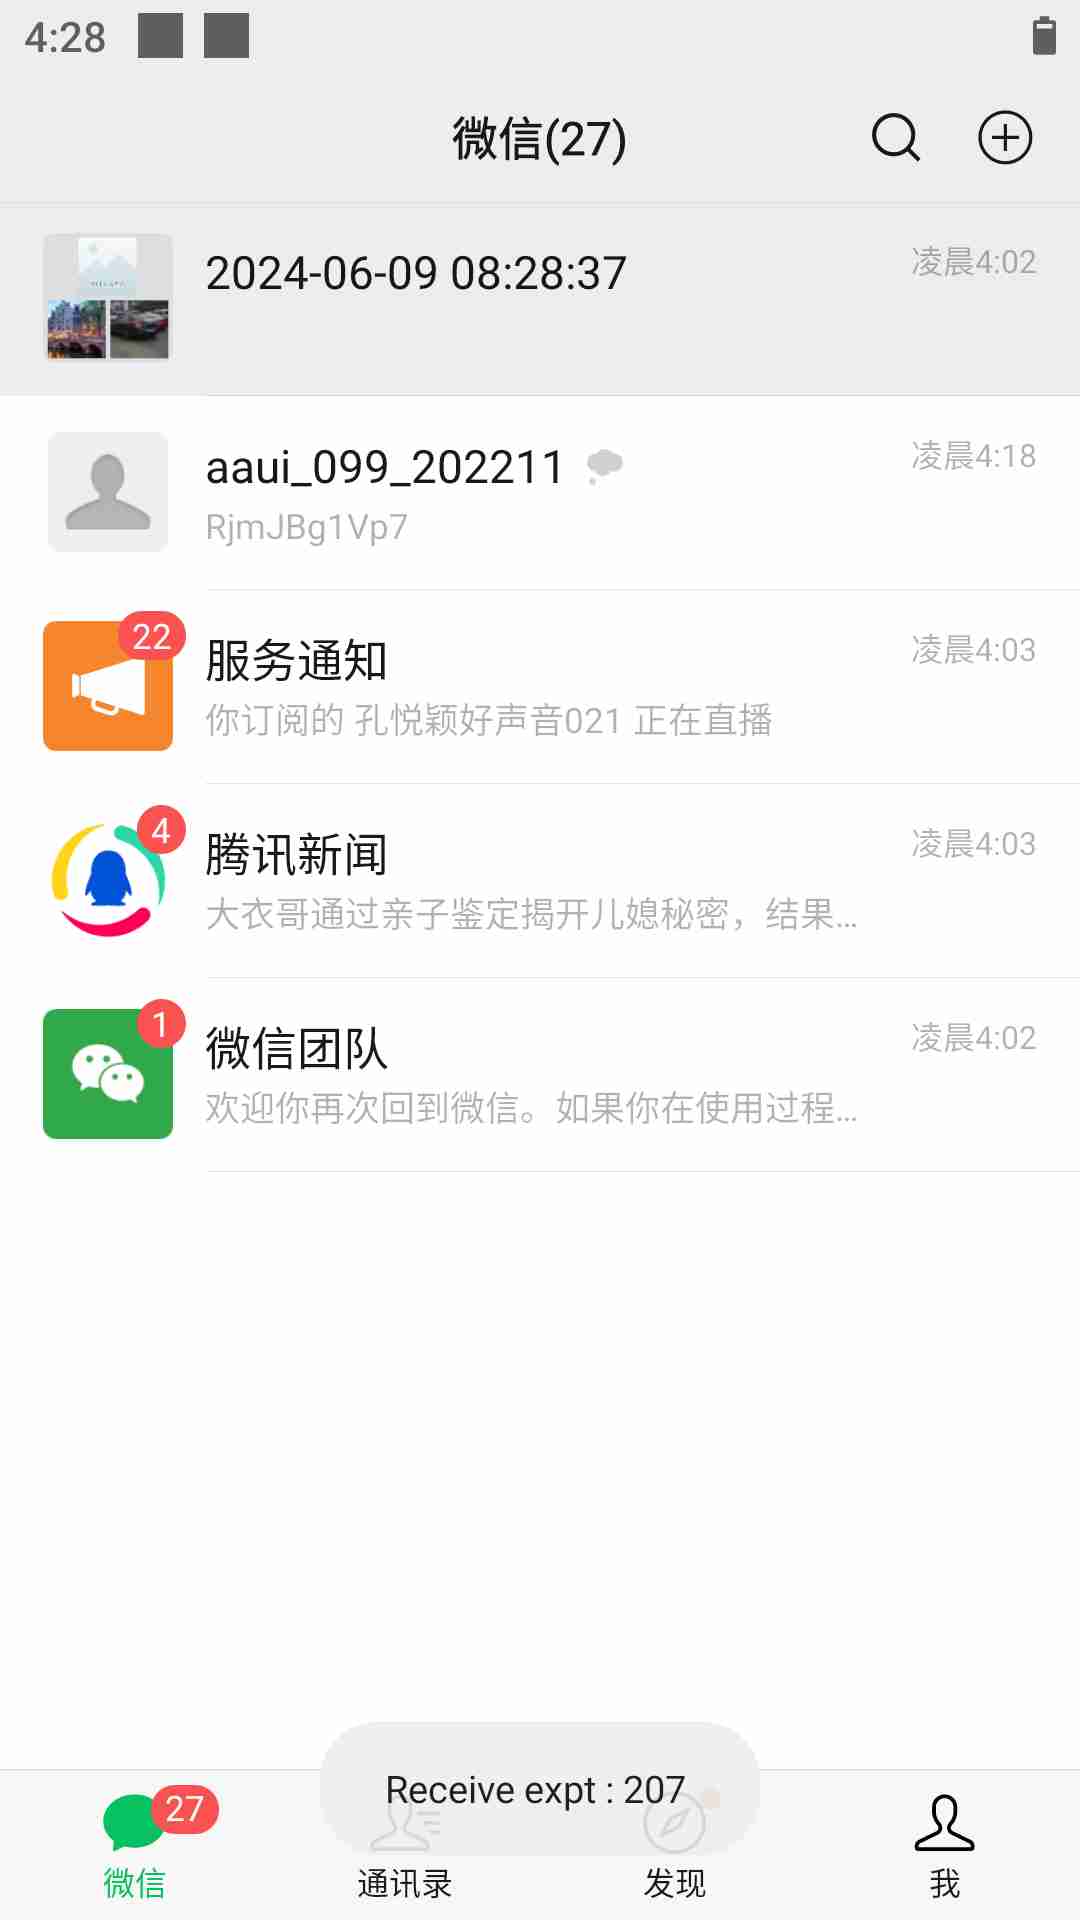 4:28
微信(27)
2024-06-09 08:28:37
凌晨4:02
aaui_099_202211
凌晨4:18
RjmJBg1Vp7
22
服务通知
凌晨4:03
你订阅的 孔悦颖好声音021 正在直播
4
腾讯新闻
凌晨4:03
大衣哥通过亲子鉴定揭开儿媳秘密，结果...
1
微信团队
凌晨4:02
欢迎你再次回到微信。如果你在使用过程...
Receive expt : 207
27
微信
通讯录
发现
我